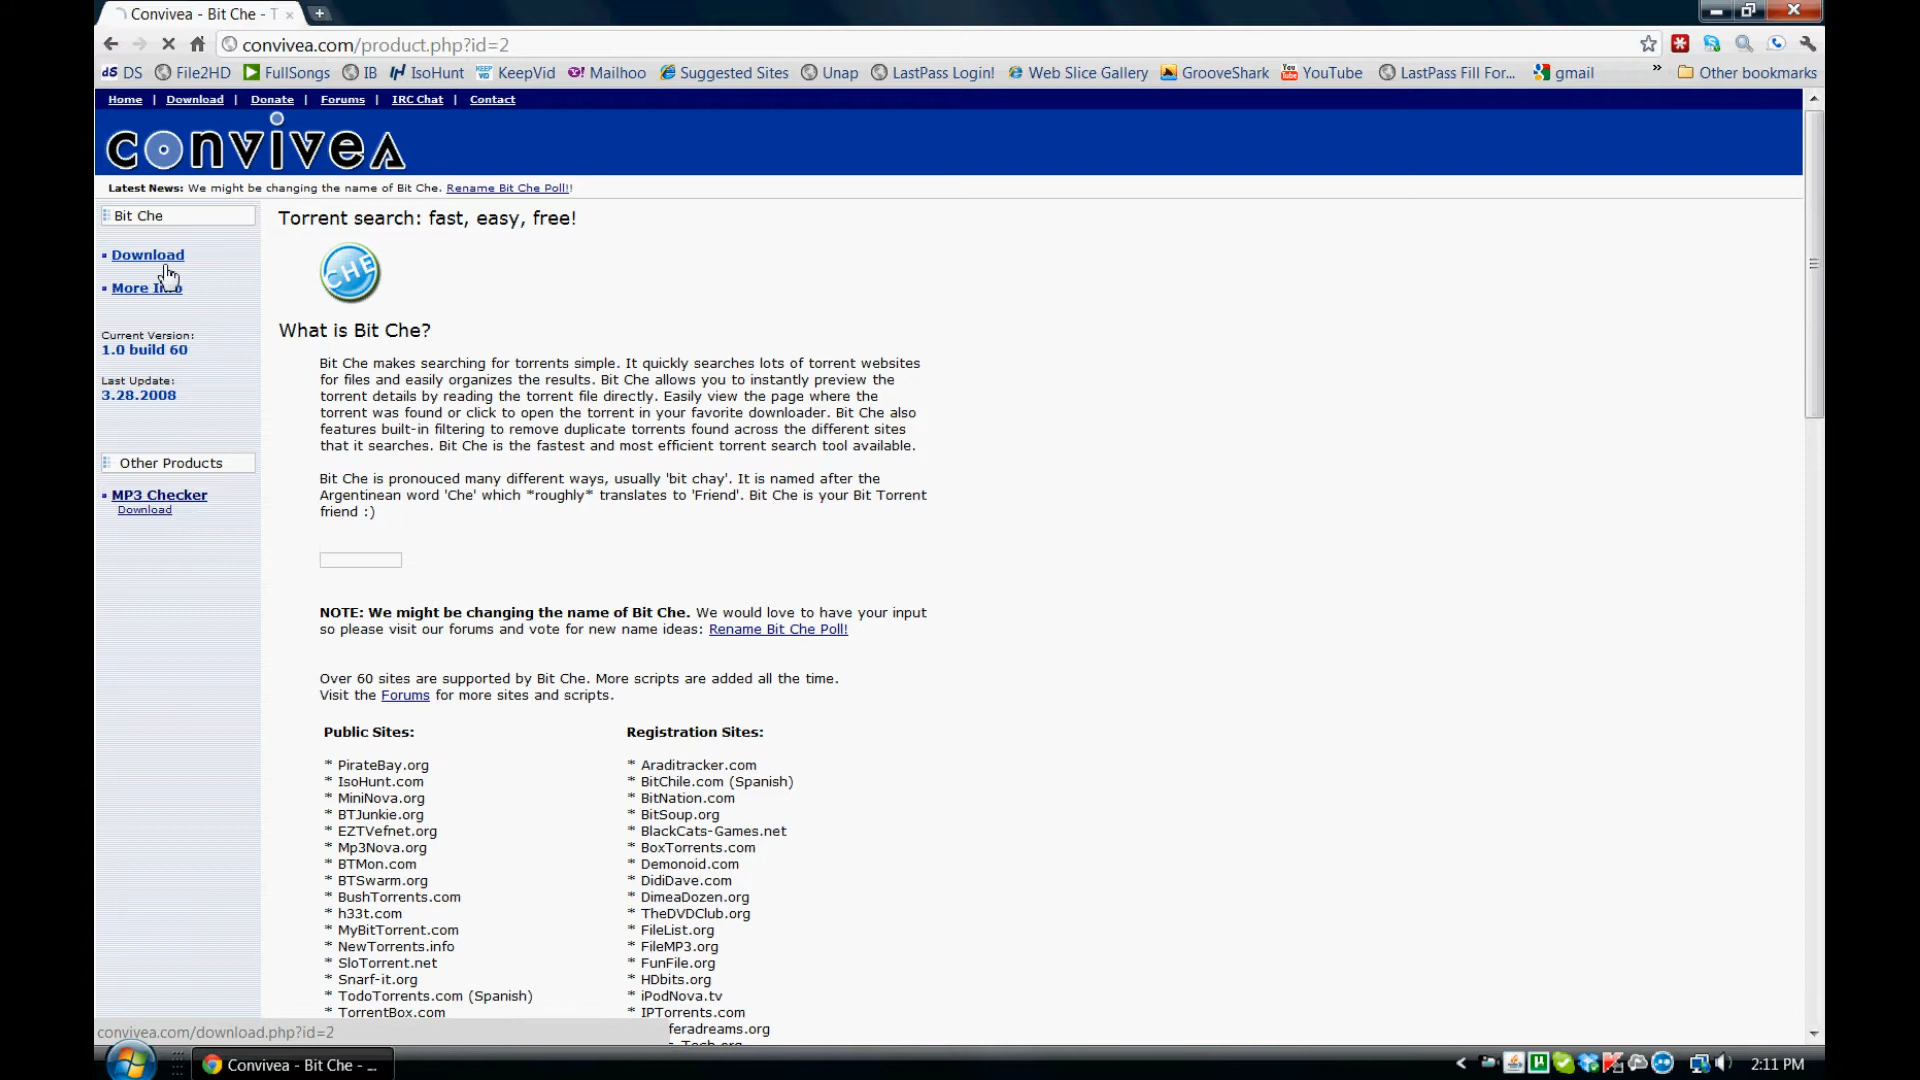 Convivea - Bit Che - T
convivea.com/product.php?id=2
DS File2HD FullSongs IB IsoHunt KeepVid Mailhoo Suggested Sites Unap LastPass Login! Web Slice Gallery GrooveShark YouTube LastPass Fill For... gmail » Other bookmarks
Home | Download | Donate | Forums | IRC Chat | Contact
convivea
Latest News: We might be changing the name of Bit Che. Rename Bit Che Poll!!
Bit Che
Download
More Info
Current Version:
1.0 build 60
Last Update:
3.28.2008
Other Products
MP3 Checker
Download
Torrent search: fast, easy, free!
CHE
What is Bit Che?
Bit Che makes searching for torrents simple. It quickly searches lots of torrent websites
for files and easily organizes the results. Bit Che allows you to instantly preview the
torrent details by reading the torrent file directly. Easily view the page where the
torrent was found or click to open the torrent in your favorite downloader. Bit Che also
features built-in filtering to remove duplicate torrents found across the different sites
that it searches. Bit Che is the fastest and most efficient torrent search tool available.
Bit Che is pronouced many different ways, usually 'bit chay'. It is named after the
Argentinean word 'Che' which *roughly* translates to 'Friend'. Bit Che is your Bit Torrent
friend :)
NOTE: We might be changing the name of Bit Che. We would love to have your input
so please visit our forums and vote for new name ideas: Rename Bit Che Poll!
Over 60 sites are supported by Bit Che. More scripts are added all the time.
Visit the Forums for more sites and scripts.
Public Sites:
* PirateBay.org
* IsoHunt.com
* MiniNova.org
* BTJunkie.org
* EZTVefnet.org
* Mp3Nova.org
* BTMon.com
* BTSwarm.org
* BushTorrents.com
* h33t.com
* MyBitTorrent.com
* NewTorrents.info
* SloTorrent.net
* Snarf-it.org
* TodoTorrents.com (Spanish)
* TorrentBox.com
Registration Sites:
* Araditracker.com
* BitChile.com (Spanish)
* BitNation.com
* BitSoup.org
* BlackCats-Games.net
* BoxTorrents.com
* Demonoid.com
* DidiDave.com
* DimeaDozen.org
* TheDVDClub.org
* FileList.org
* FileMP3.org
* FunFile.org
* HDbits.org
* iPodNova.tv
* IPTorrents.com
feradreams.org
convivea.com/download.php?id=2
Convivea - Bit Che - ...
2:11 PM